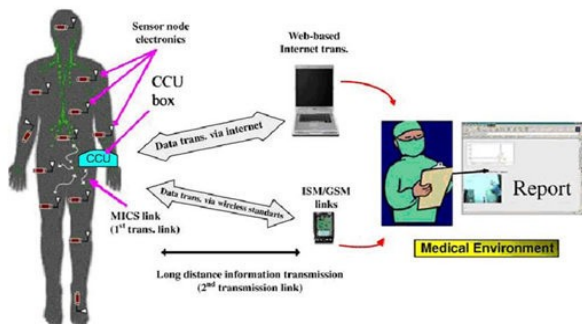 Sensor node
electronics
CCU
box
CCU
MICS link
(1st trans. link)
Web-based
Internet trans.
Data trans. via internet
Data trans. via wireless standarts
ISM/GSM
links
Long distance information transmission
(2nd transmission link)
Report
Medical Environment